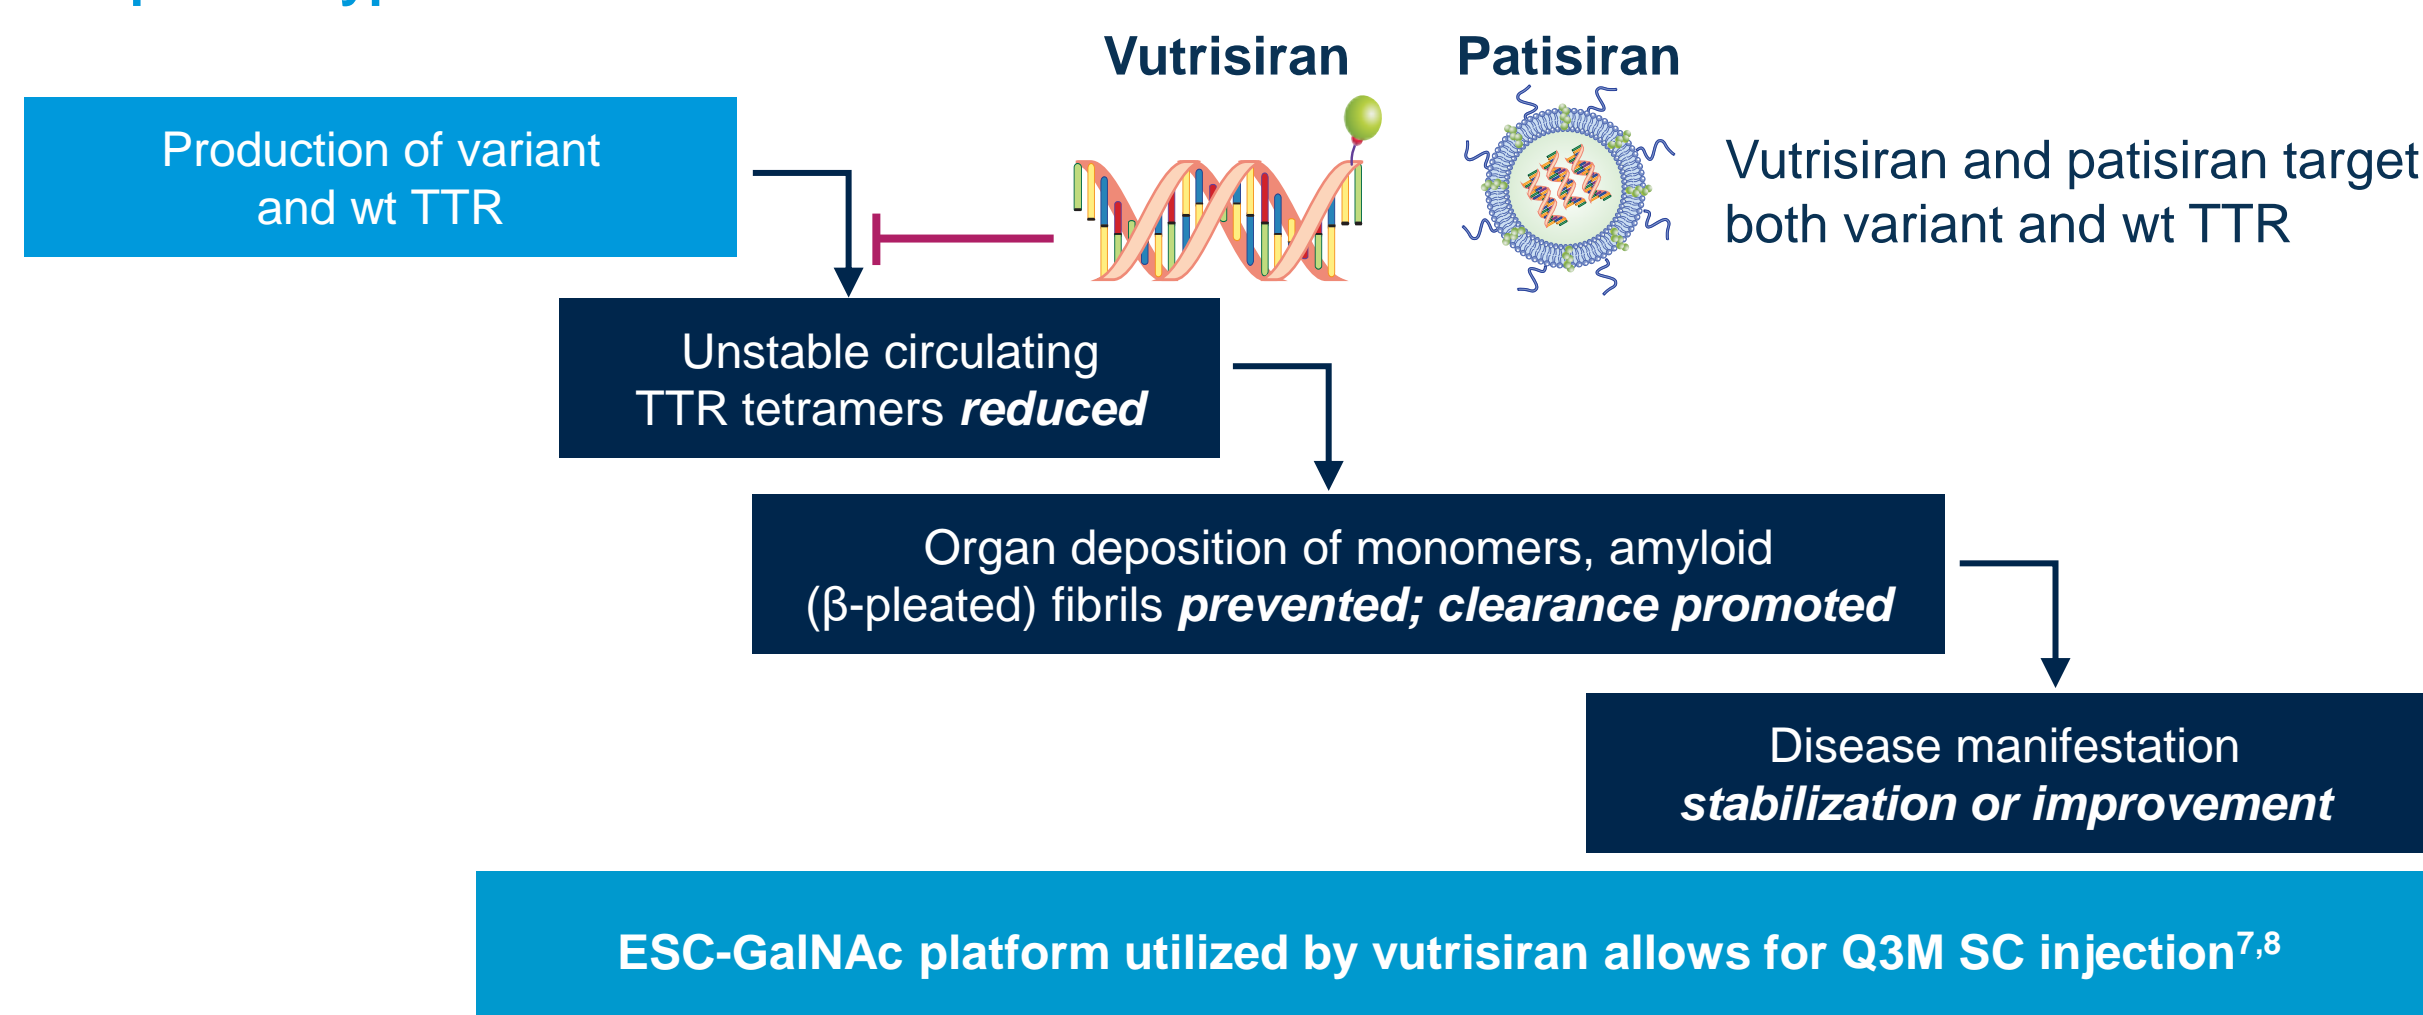 Vutrisiran
Patisiran
Production of variant
and wt TTR
Vutrisiran and patisiran target
both variant and wt TTR
Unstable circulating
TTR tetramers reduced
Organ deposition of monomers, amyloid
(β-pleated) fibrils prevented; clearance promoted
Disease manifestation
stabilization or improvement
ESC-GalNAc platform utilized by vutrisiran allows for Q3M SC injection7,8